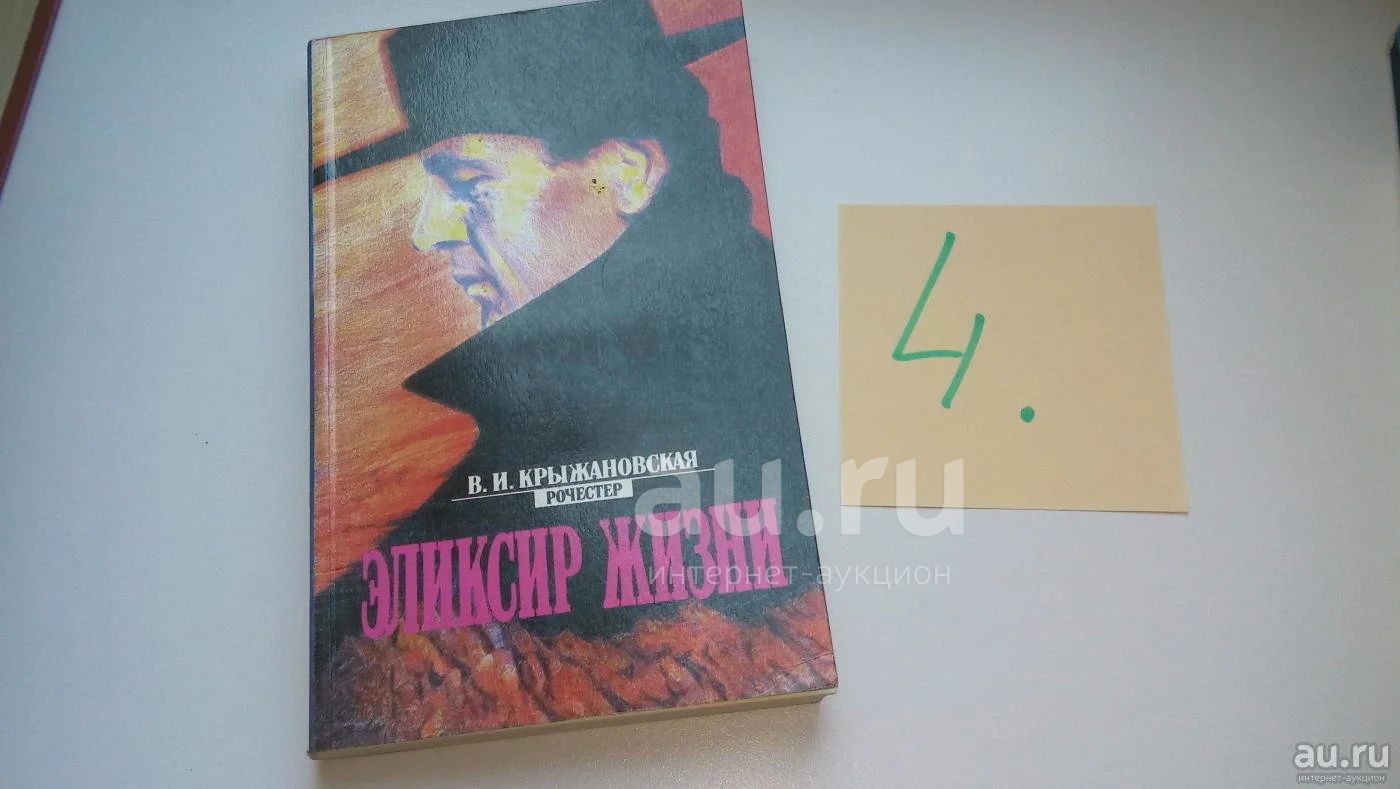 В. И. КРЫЖАНОВСКАЯ
РОЧЕСТЕР
ЭЛИКСИР ЖИЗНИ
4.
au.ru
интернет-аукцион
au.ru
интернет-аукцион